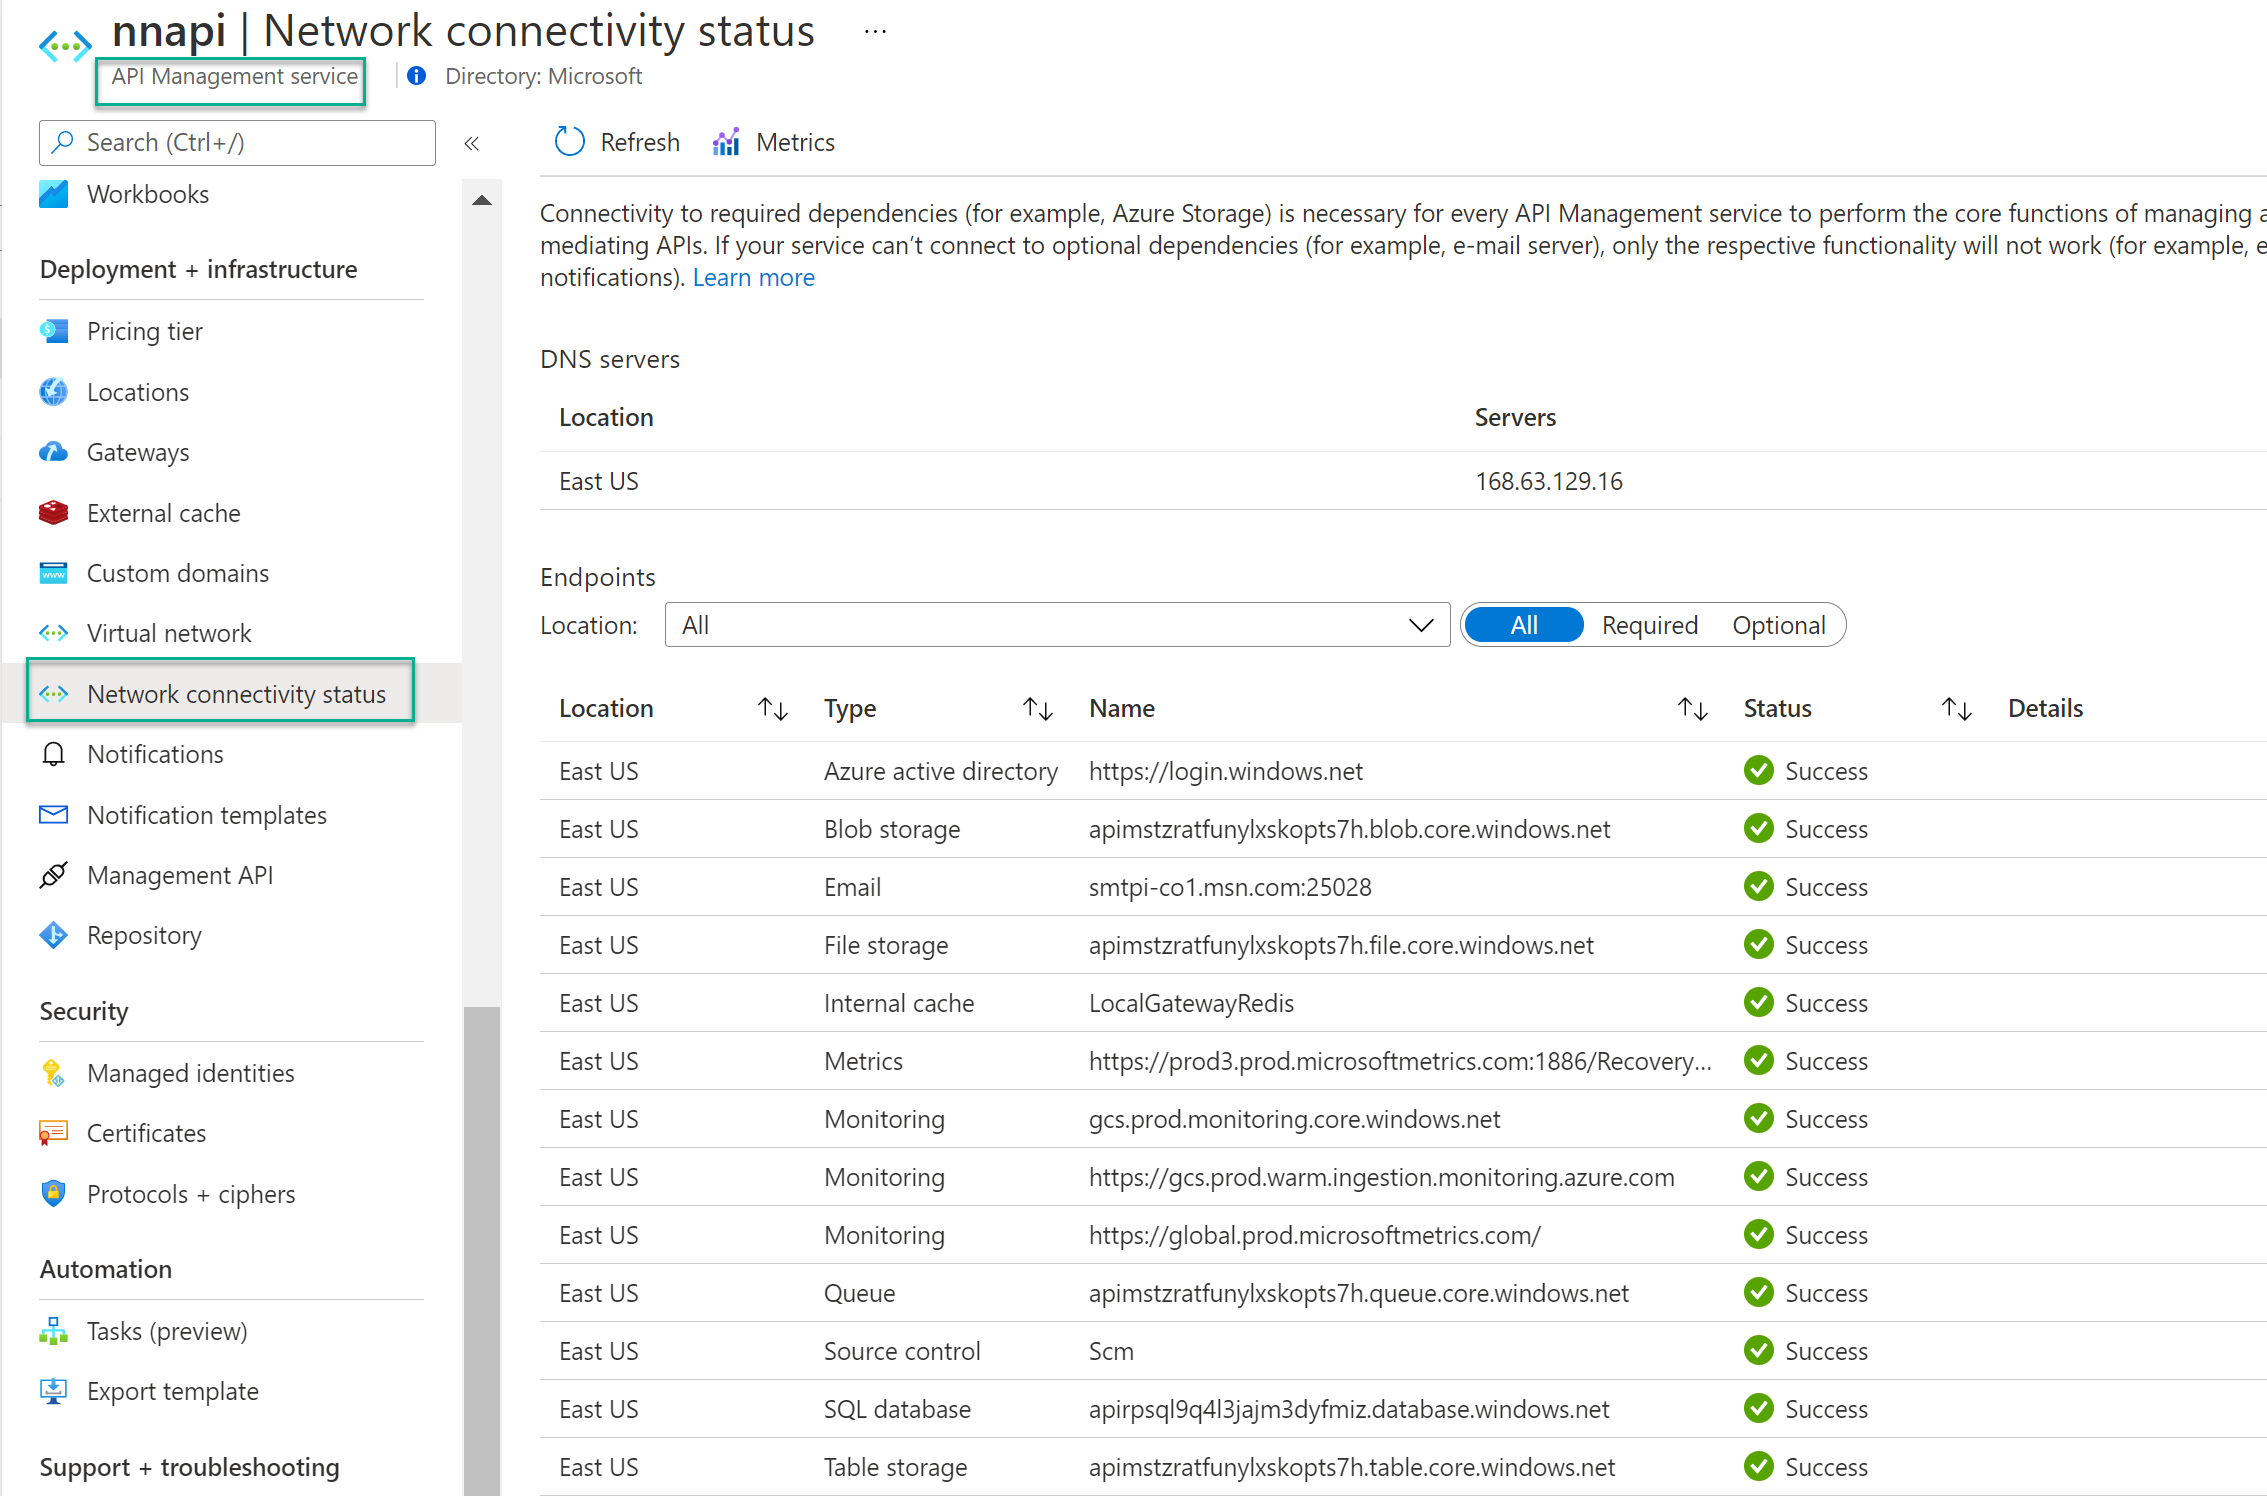 nnapi | Network connectivity status ...
API Management service
Directory: Microsoft
Search (Ctrl+/)
«
Workbooks
Deployment + infrastructure
Pricing tier
Locations
Gateways
External cache
Custom domains
Virtual network
Network connectivity status
Notifications
Notification templates
Management API
Repository
Security
Managed identities
Certificates
Protocols + ciphers
Automation
Tasks (preview)
Export template
Support + troubleshooting
Refresh Metrics
Connectivity to required dependencies (for example, Azure Storage) is necessary for every API Management service to perform the core functions of managing a
mediating APIs. If your service can't connect to optional dependencies (for example, e-mail server), only the respective functionality will not work (for example, e
notifications). Learn more
DNS servers
Location Servers
East US 168.63.129.16
Endpoints
Location: All All Required Optional
Location Type Name Status Details
East US Azure active directory https://login.windows.net Success
East US Blob storage apimstzratfunylxskopts7h.blob.core.windows.net Success
East US Email smtpi-co1.msn.com:25028 Success
East US File storage apimstzratfunylxskopts7h.file.core.windows.net Success
East US Internal cache LocalGatewayRedis Success
East US Metrics https://prod3.prod.microsoftmetrics.com:1886/Recovery... Success
East US Monitoring gcs.prod.monitoring.core.windows.net Success
East US Monitoring https://gcs.prod.warm.ingestion.monitoring.azure.com Success
East US Monitoring https://global.prod.microsoftmetrics.com/ Success
East US Queue apimstzratfunylxskopts7h.queue.core.windows.net Success
East US Source control Scm Success
East US SQL database apirpsql9q4l3jajm3dyfmiz.database.windows.net Success
East US Table storage apimstzratfunylxskopts7h.table.core.windows.net Success